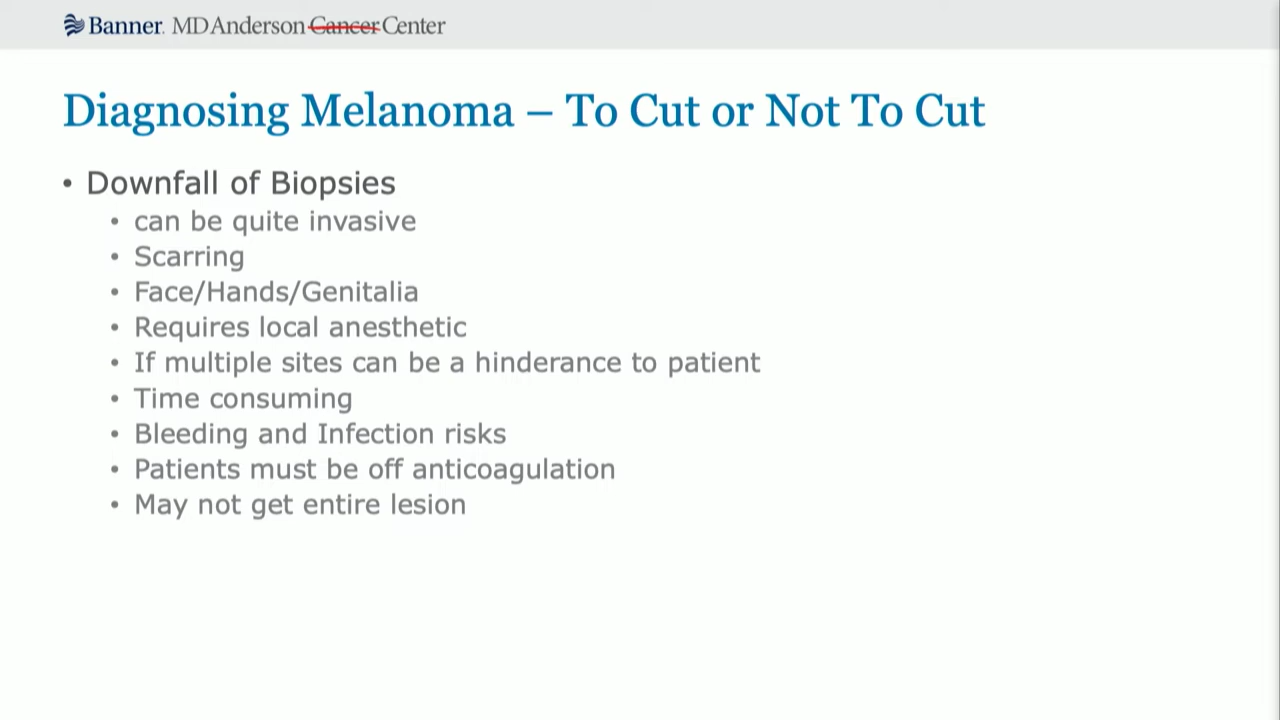 Banner. MD Anderson Cancer Center
Diagnosing Melanoma – To Cut or Not To Cut
• Downfall of Biopsies
• can be quite invasive
• Scarring
• Face/Hands/Genitalia
• Requires local anesthetic
• If multiple sites can be a hinderance to patient
• Time consuming
• Bleeding and Infection risks
• Patients must be off anticoagulation
• May not get entire lesion